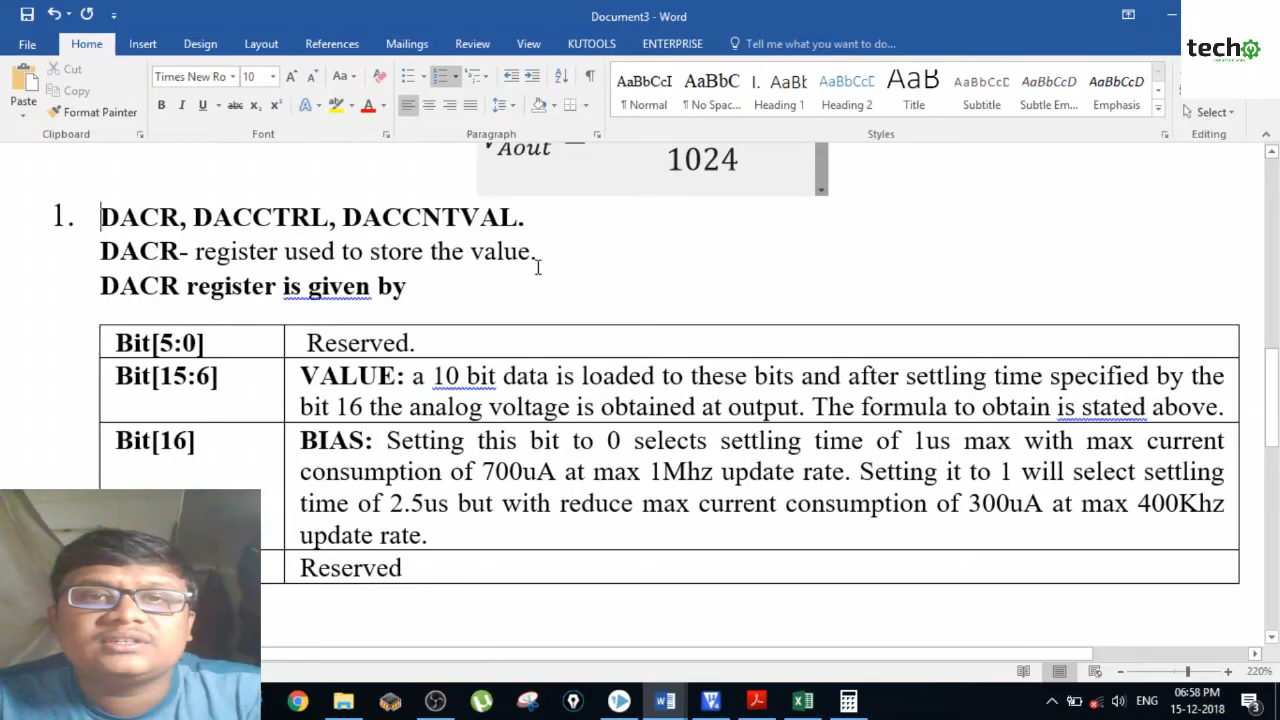 Document3 - Word
tech
File Home Insert Design Layout References Mailings Review View KUTOOLS ENTERPRISE Tell me what you want to do...
Paste Cut Copy Format Painter
Times New Ro 10 Aa
B I U abc x₂ x² A
AaBbCcI AaBbC I. AaBb AaBbCcI AaB AaBbCcD AaBbCcD AaBbCcD
¶ Normal ¶ No Spac... Heading 1 Heading 2 Title Subtitle Subtle Em... Emphasis
Select
Clipboard Font Paragraph Styles Editing
Aout = 1024
1. DACR, DACCTRL, DACCNTVAL.
DACR- register used to store the value.
DACR register is given by
Bit[5:0] Reserved.
Bit[15:6] VALUE: a 10 bit data is loaded to these bits and after settling time specified by the
bit 16 the analog voltage is obtained at output. The formula to obtain is stated above.
Bit[16] BIAS: Setting this bit to 0 selects settling time of 1us max with max current
consumption of 700uA at max 1Mhz update rate. Setting it to 1 will select settling
time of 2.5us but with reduce max current consumption of 300uA at max 400Khz
update rate.
Reserved
220%
ENG 06:58 PM
15-12-2018
3